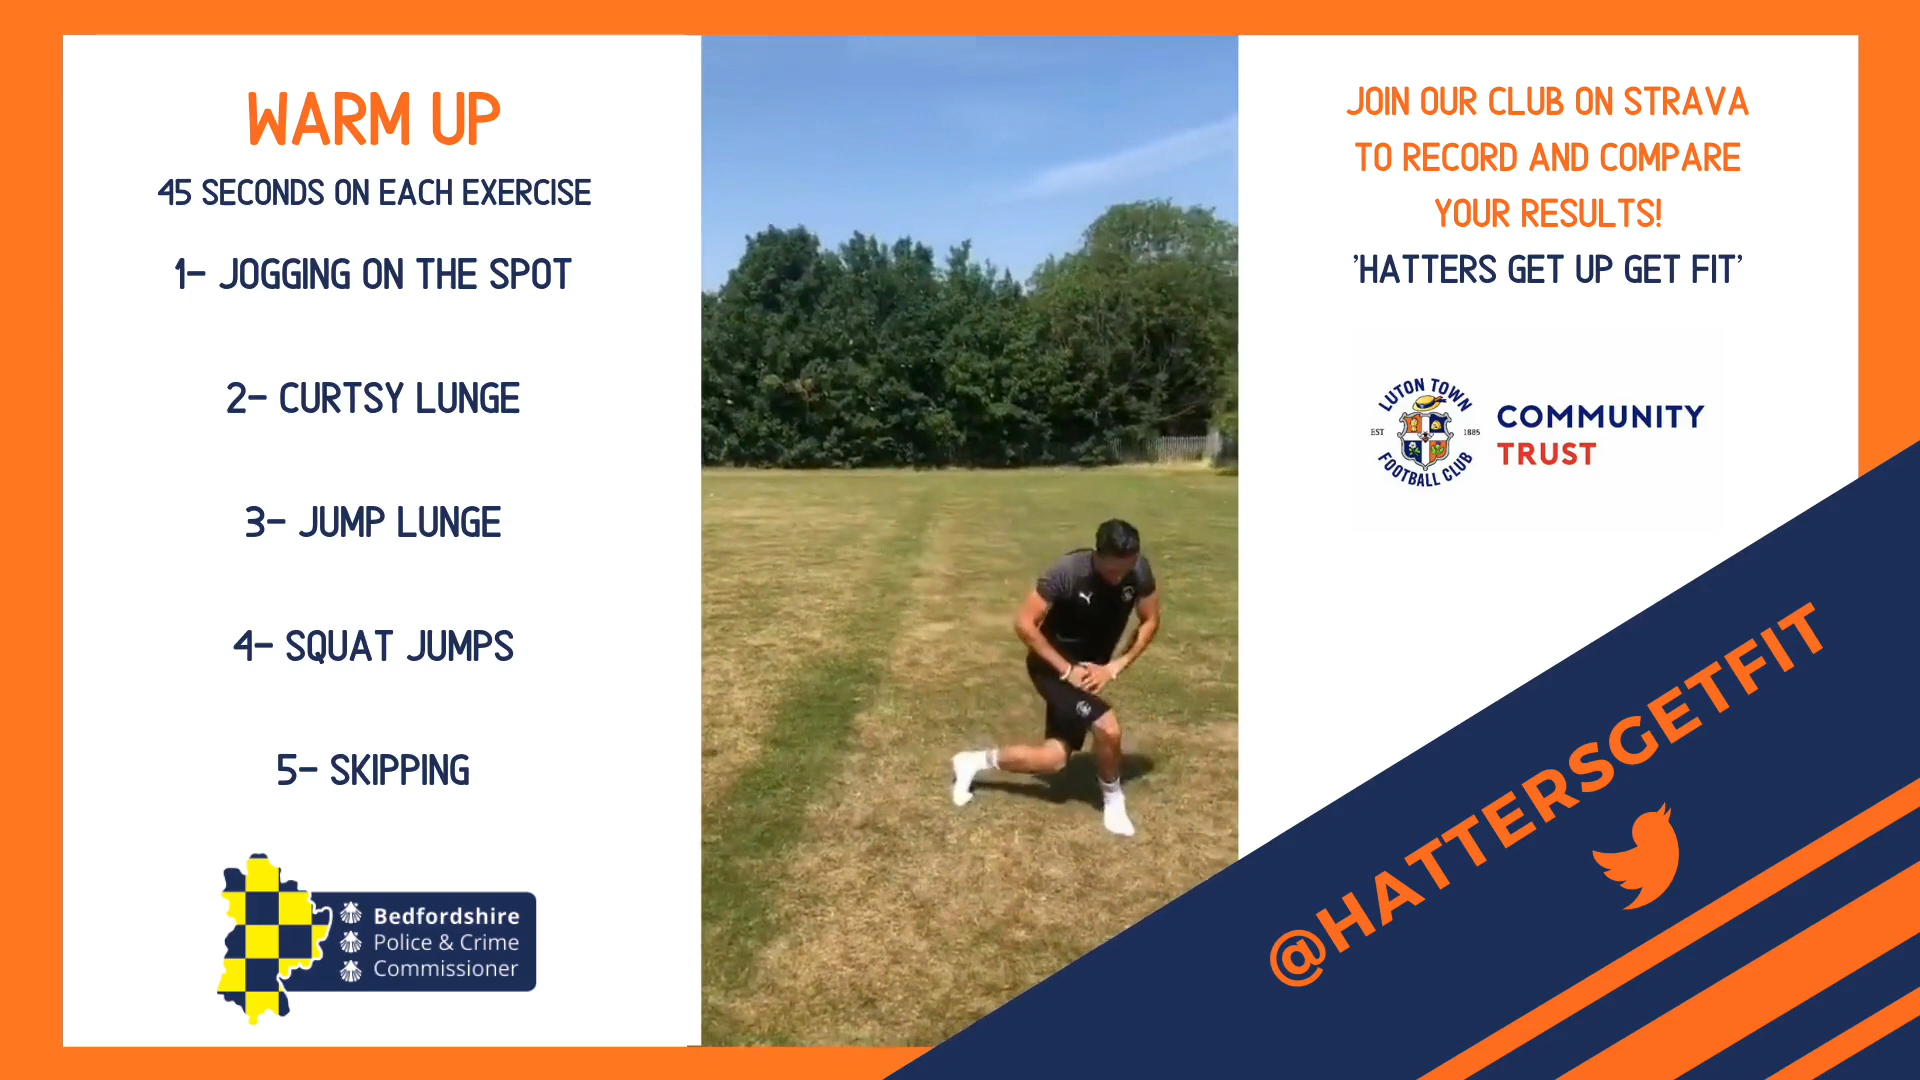 WARM UP
45 SECONDS ON EACH EXERCISE
1- JOGGING ON THE SPOT
2- CURTSY LUNGE
3- JUMP LUNGE
4- SQUAT JUMPS
5- SKIPPING
Bedfordshire
Police & Crime
Commissioner
JOIN OUR CLUB ON STRAVA
TO RECORD AND COMPARE
YOUR RESULTS!
'HATTERS GET UP GET FIT'
LUTON TOWN
EST 1885
FOOTBALL CLUB
COMMUNITY
TRUST
@HATTERSGETFIT